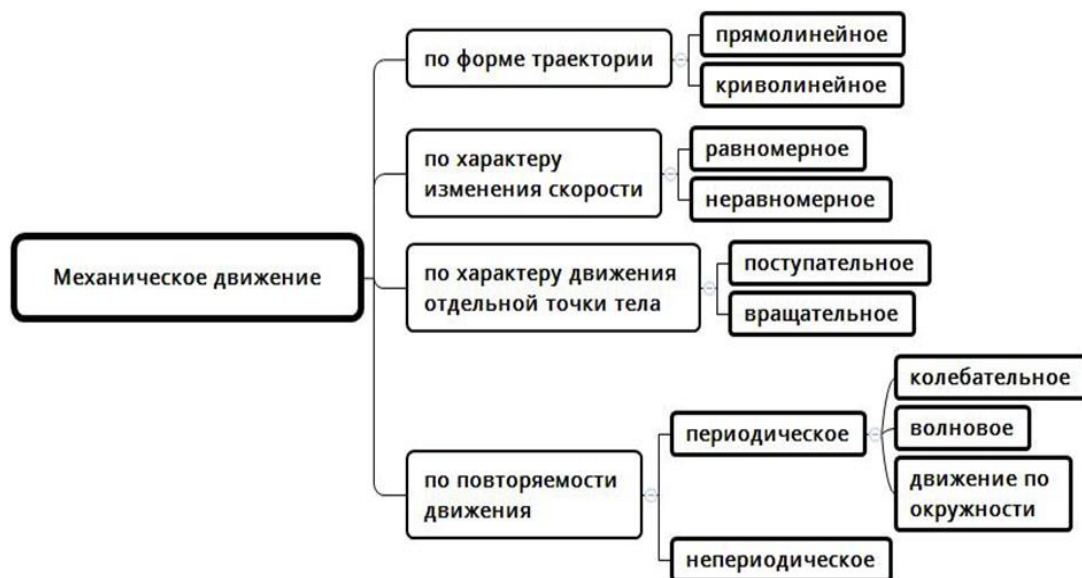 Механическое движение
по форме траектории
прямолинейное
криволинейное
по характеру
изменения скорости
равномерное
неравномерное
по характеру движения
отдельной точки тела
поступательное
вращательное
по повторяемости
движения
периодическое
колебательное
волновое
движение по
окружности
непериодическое